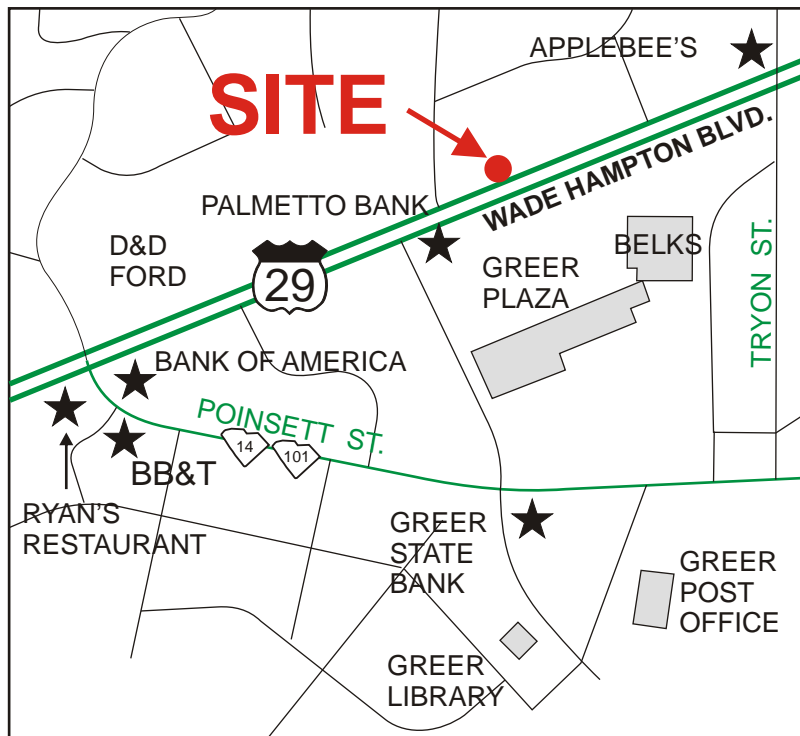 APPLEBEE'S
SITE
WADE HAMPTON BLVD.
PALMETTO BANK
D&D
FORD
29
BELKS
GREER
PLAZA
TRYON ST.
BANK OF AMERICA
POINSETT ST.
14
101
BB&T
RYAN'S
RESTAURANT
GREER
STATE
BANK
GREER
POST
OFFICE
GREER
LIBRARY